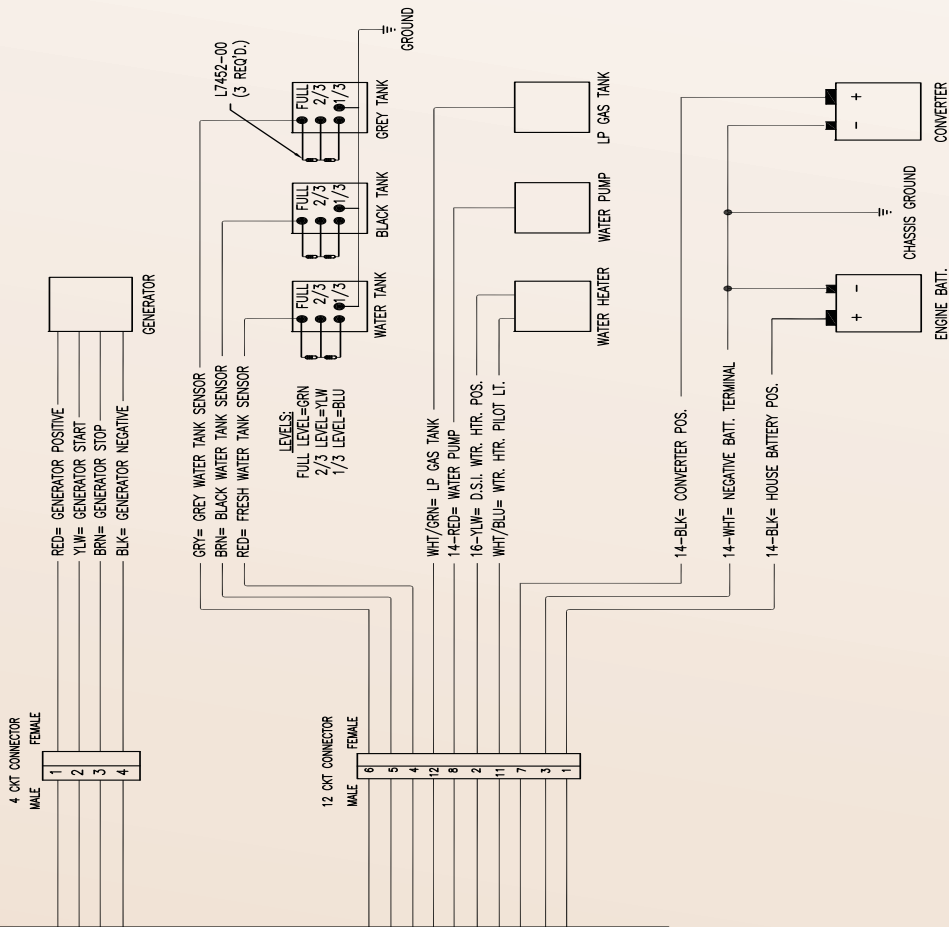 4 CKT CONNECTOR
MALE
FEMALE
1
2
3
4
RED= GENERATOR POSITIVE
YLW= GENERATOR START
BRN= GENERATOR STOP
BLK= GENERATOR NEGATIVE
GENERATOR
12 CKT CONNECTOR
MALE
FEMALE
6
5
4
12
8
2
11
7
3
1
GRY= GREY WATER TANK SENSOR
BRN= BLACK WATER TANK SENSOR
RED= FRESH WATER TANK SENSOR
LEVELS:
FULL LEVEL=GRN
2/3 LEVEL=YLW
1/3 LEVEL=BLU
FULL
2/3
1/3
WATER TANK
FULL
2/3
1/3
BLACK TANK
FULL
2/3
1/3
GREY TANK
L7452-00
(3 REQ'D.)
GROUND
WHT/GRN= LP GAS TANK
14-RED= WATER PUMP
16-YLW= D.S.I. WTR. HTR. POS.
WHT/BLU= WTR. HTR. PILOT LT.
WATER HEATER
WATER PUMP
LP GAS TANK
14-BLK= CONVERTER POS.
14-WHT= NEGATIVE BATT. TERMINAL
14-BLK= HOUSE BATTERY POS.
+
-
ENGINE BATT.
CHASSIS GROUND
-
+
CONVERTER